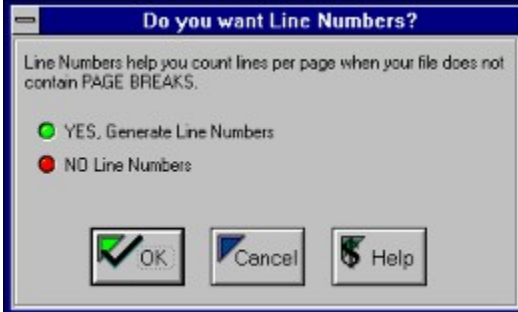 Do you want Line Numbers?
Line Numbers help you count lines per page when your file does not
contain PAGE BREAKS.
YES, Generate Line Numbers
NO Line Numbers
OK
Cancel
$ Help